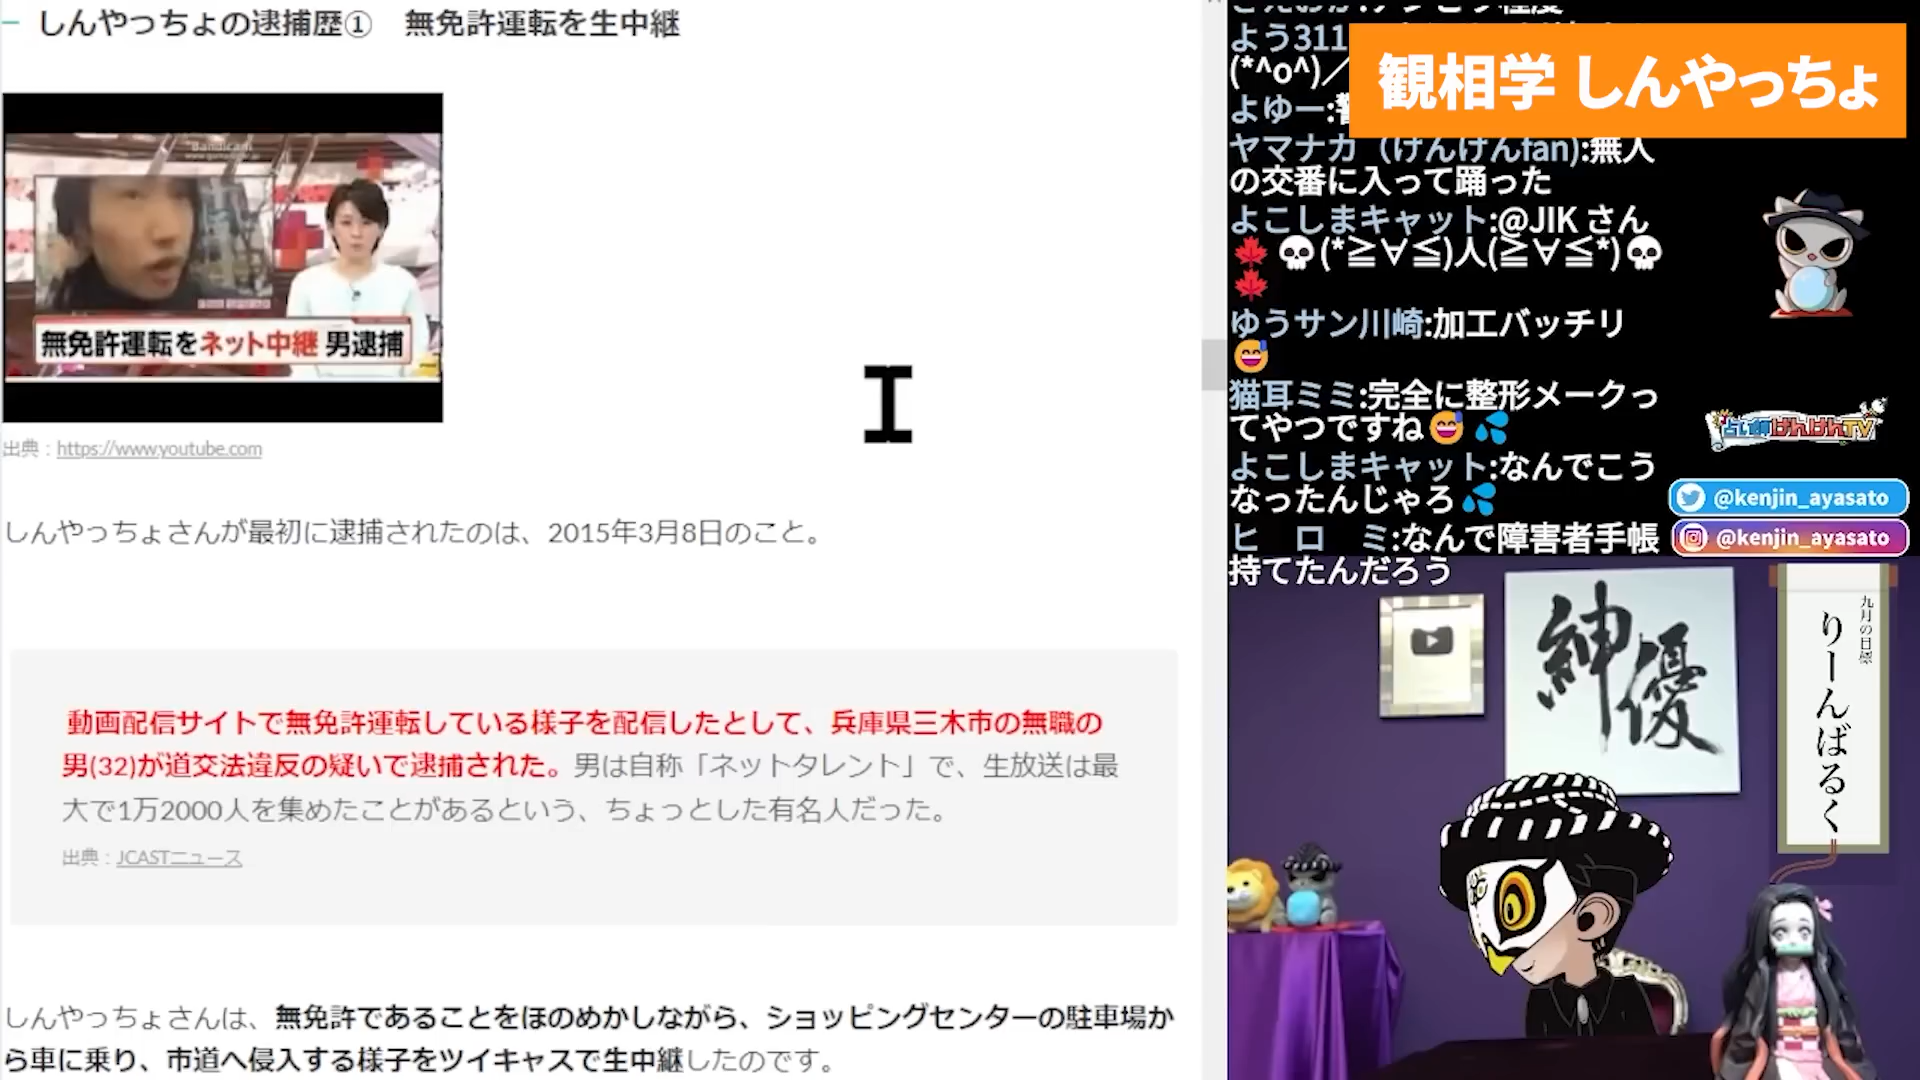 しんやっちょの逮捕歴① 無免許運転を生中継
無免許運転をネット中継 男逮捕
出典：https://www.youtube.com
しんやっちょさんが最初に逮捕されたのは、2015年3月8日のこと。
動画配信サイトで無免許運転している様子を配信したとして、兵庫県三木市の無職の
男(32)が道交法違反の疑いで逮捕された。男は自称「ネットタレント」で、生放送は最
大で1万2000人を集めたことがあるという、ちょっとした有名人だった。
出典：JCASTニュース
しんやっちょさんは、無免許であることをほのめかしながら、ショッピングセンターの駐車場か
ら車に乗り、市道へ侵入する様子をツイキャスで生中継したのです。
観相学 しんやっちょ
よう311
(*^o^)／
よゆー:
ヤマナカ（けんけんfan):無人
の交番に入って踊った
よこしまキャット:@JIK さん
🍁💀(*≧∀≦)人(≧∀≦*)💀
🍁
ゆうサン川崎:加工バッチリ
😅
猫耳ミミ:完全に整形メークっ
てやつですね😅💦
よこしまキャット:なんでこう
なったんじゃろ💦
ヒ ロ ミ:なんで障害者手帳
持てたんだろう
占い師けんけんTV
@kenjin_ayasato
@kenjin_ayasato
紳優
九月の目標
りーんばるく